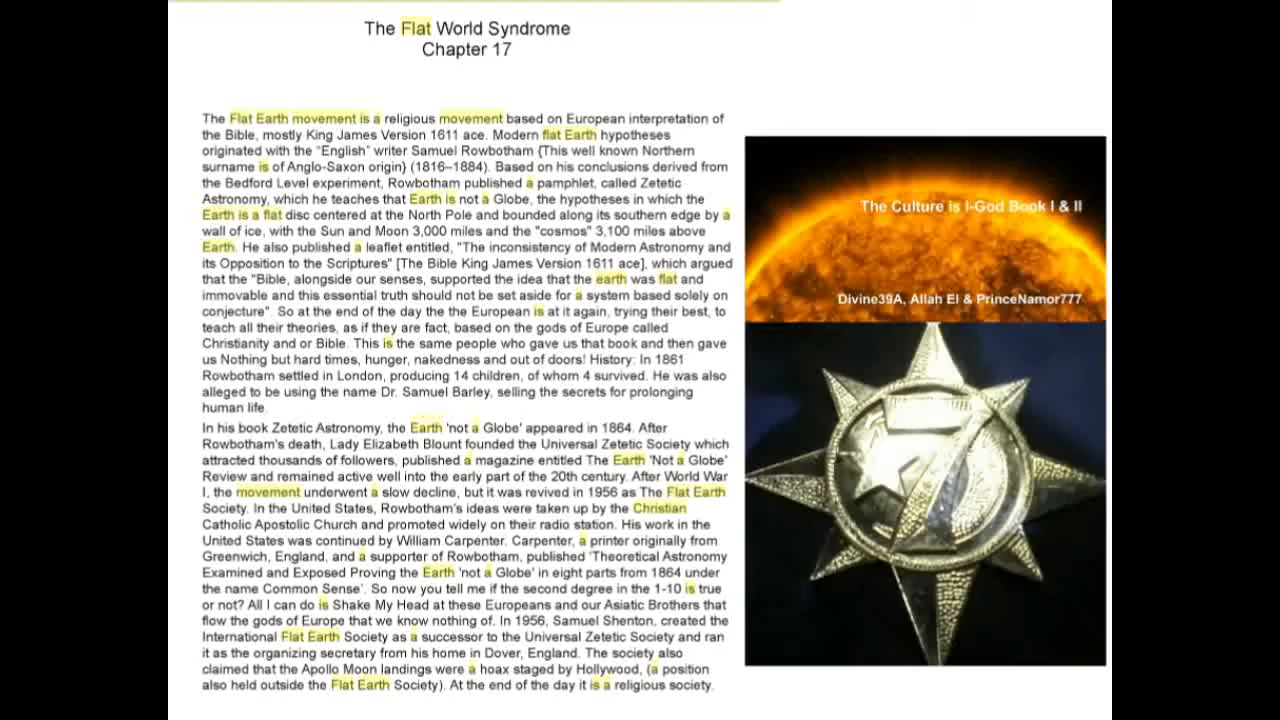 The Flat World Syndrome
Chapter 17
The Flat Earth movement is a religious movement based on European interpretation of
the Bible, mostly King James Version 1611 ace. Modern flat Earth hypotheses
originated with the "English" writer Samuel Rowbotham {This well known Northern
surname is of Anglo-Saxon origin} (1816–1884). Based on his conclusions derived from
the Bedford Level experiment, Rowbotham published a pamphlet, called Zetetic
Astronomy, which he teaches that Earth is not a Globe, the hypotheses in which the
Earth is a flat disc centered at the North Pole and bounded along its southern edge by a
wall of ice, with the Sun and Moon 3,000 miles and the "cosmos" 3,100 miles above
Earth. He also published a leaflet entitled, "The inconsistency of Modern Astronomy and
its Opposition to the Scriptures" [The Bible King James Version 1611 ace], which argued
that the "Bible, alongside our senses, supported the idea that the earth was flat and
immovable and this essential truth should not be set aside for a system based solely on
conjecture". So at the end of the day the the European is at it again, trying their best, to
teach all their theories, as if they are fact, based on the gods of Europe called
Christianity and or Bible. This is the same people who gave us that book and then gave
us Nothing but hard times, hunger, nakedness and out of doors! History: In 1861
Rowbotham settled in London, producing 14 children, of whom 4 survived. He was also
alleged to be using the name Dr. Samuel Barley, selling the secrets for prolonging
human life.
In his book Zetetic Astronomy, the Earth 'not a Globe' appeared in 1864. After
Rowbotham's death, Lady Elizabeth Blount founded the Universal Zetetic Society which
attracted thousands of followers, published a magazine entitled The Earth 'Not a Globe'
Review and remained active well into the early part of the 20th century. After World War
I, the movement underwent a slow decline, but it was revived in 1956 as The Flat Earth
Society. In the United States, Rowbotham's ideas were taken up by the Christian
Catholic Apostolic Church and promoted widely on their radio station. His work in the
United States was continued by William Carpenter. Carpenter, a printer originally from
Greenwich, England, and a supporter of Rowbotham, published 'Theoretical Astronomy
Examined and Exposed Proving the Earth 'not a Globe' in eight parts from 1864 under
the name Common Sense'. So now you tell me if the second degree in the 1-10 is true
or not? All I can do is Shake My Head at these Europeans and our Asiatic Brothers that
flow the gods of Europe that we know nothing of. In 1956, Samuel Shenton, created the
International Flat Earth Society as a successor to the Universal Zetetic Society and ran
it as the organizing secretary from his home in Dover, England. The society also
claimed that the Apollo Moon landings were a hoax staged by Hollywood, (a position
also held outside the Flat Earth Society). At the end of the day it is a religious society.
The Culture is I-God Book I & II
Divine39A, Allah El & PrinceNamor777
7